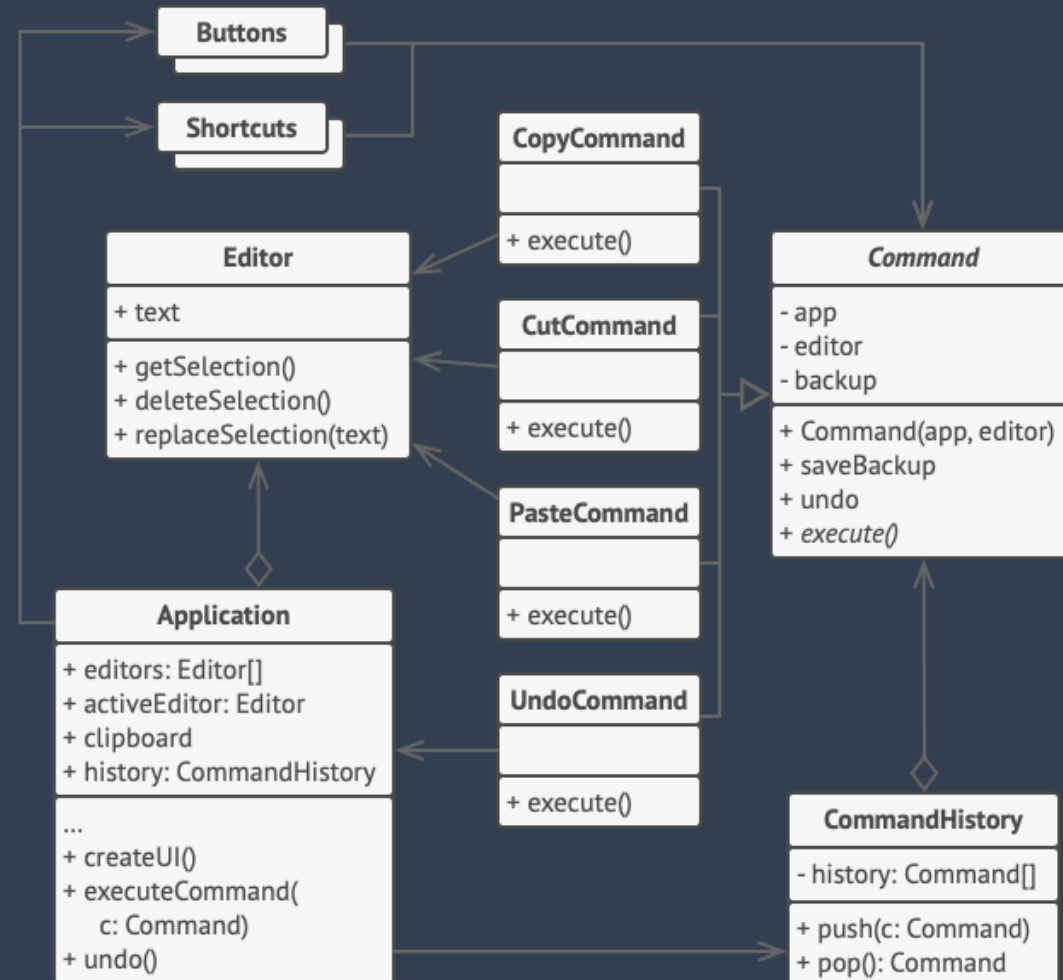 Buttons
Shortcuts
CopyCommand
+ execute()
Editor
+ text
+ getSelection()
+ deleteSelection()
+ replaceSelection(text)
CutCommand
+ execute()
Command
- app
- editor
- backup
+ Command(app, editor)
+ saveBackup
+ undo
+ execute()
PasteCommand
+ execute()
Application
+ editors: Editor[]
+ activeEditor: Editor
+ clipboard
+ history: CommandHistory
...
+ createUI()
+ executeCommand(
c: Command)
+ undo()
UndoCommand
+ execute()
CommandHistory
- history: Command[]
+ push(c: Command)
+ pop(): Command